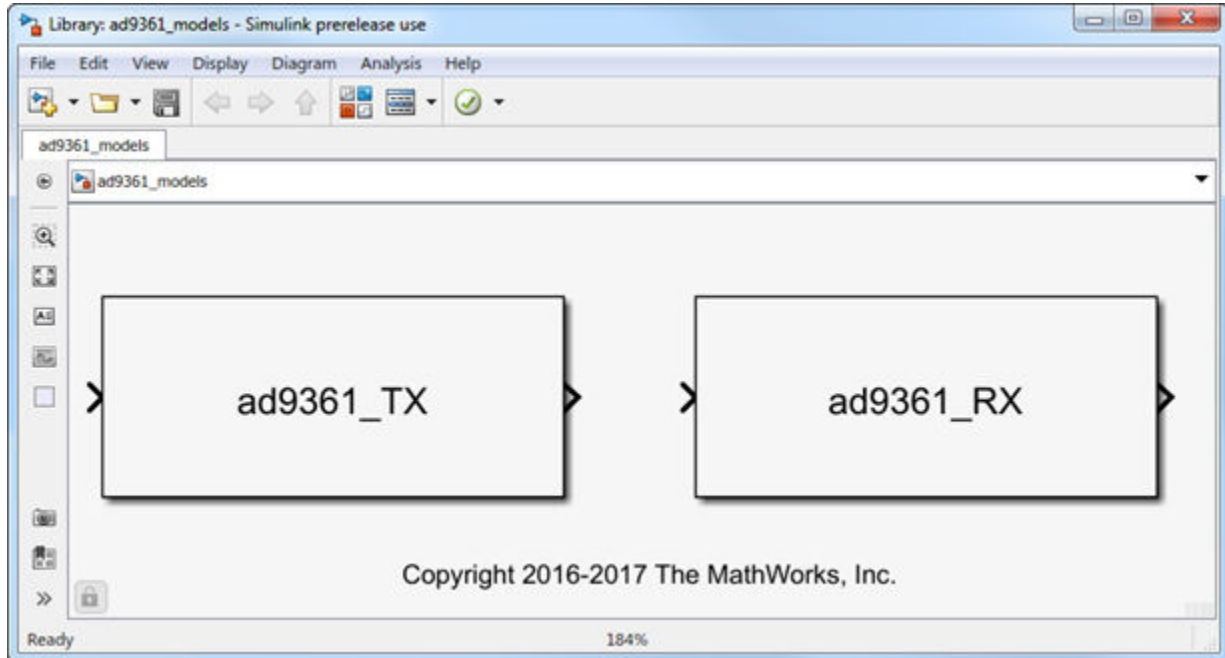 Library: ad9361_models - Simulink prerelease use
File Edit View Display Diagram Analysis Help
ad9361_models
ad9361_models
ad9361_TX
ad9361_RX
Copyright 2016-2017 The MathWorks, Inc.
Ready 184%